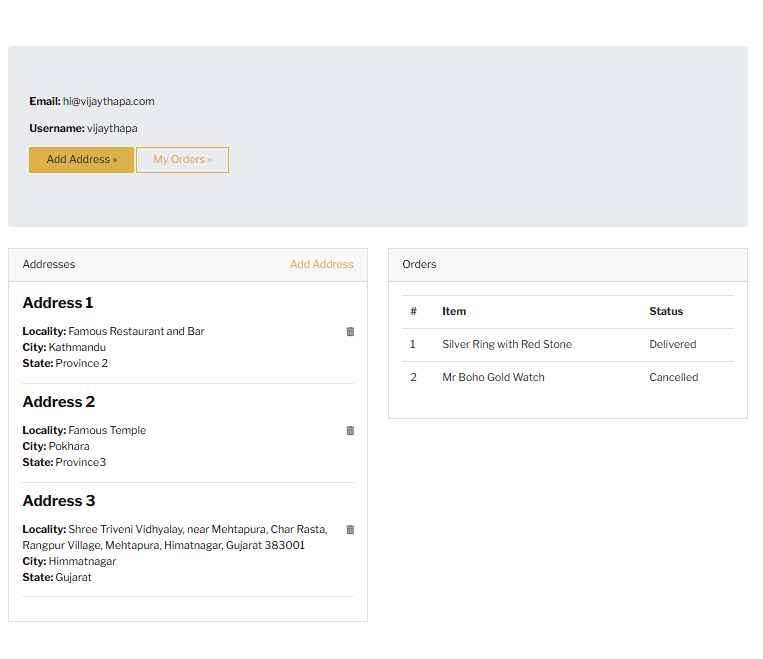 Email: hi@vijaythapa.com
Username: vijaythapa
Add Address »
My Orders »
Addresses
Add Address
Address 1
Locality: Famous Restaurant and Bar
City: Kathmandu
State: Province 2
Address 2
Locality: Famous Temple
City: Pokhara
State: Province3
Address 3
Locality: Shree Triveni Vidhyalay, near Mehtapura, Char Rasta,
Rangpur Village, Mehtapura, Himatnagar, Gujarat 383001
City: Himmatnagar
State: Gujarat
Orders
# Item Status
1 Silver Ring with Red Stone Delivered
2 Mr Boho Gold Watch Cancelled